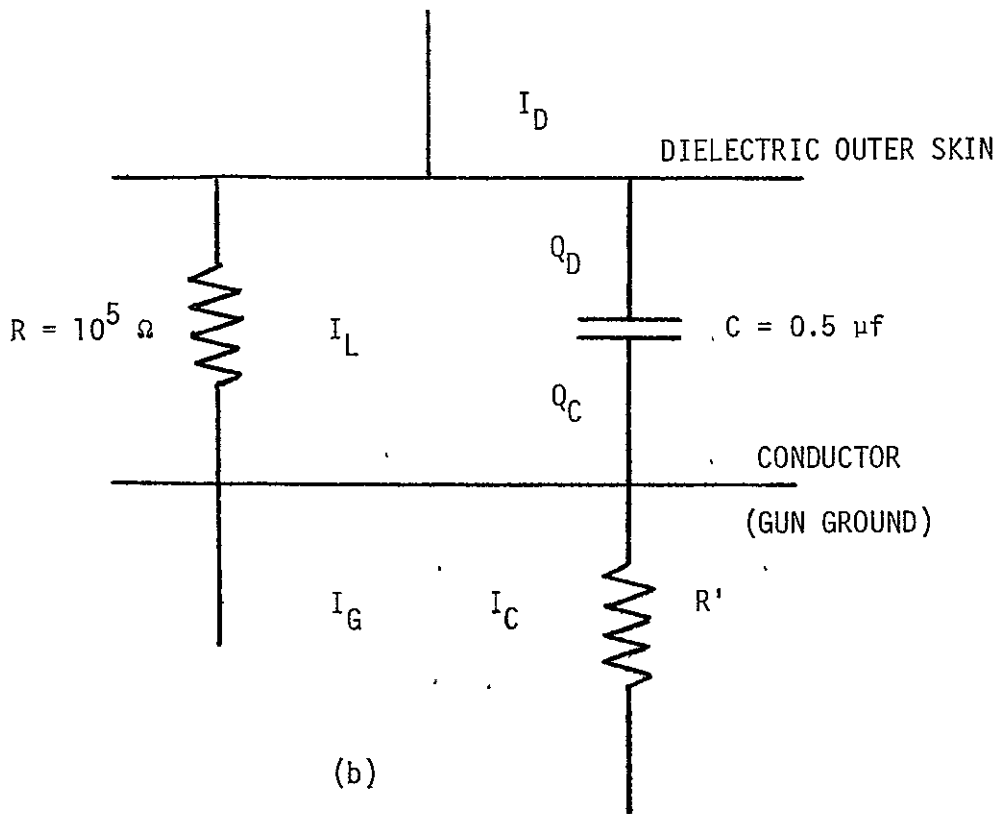 I_D
DIELECTRIC OUTER SKIN
Q_D
R = 10^5 Ω
I_L
C = 0.5 µf
Q_C
CONDUCTOR
(GUN GROUND)
I_G
I_C
R'
(b)